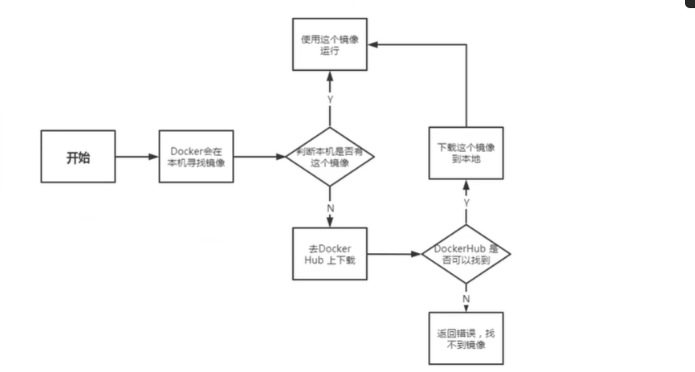 使用这个镜像
运行
Y
开始
Docker会在
本机寻找镜像
判断本机是否有
这个镜像
下载这个镜像
到本地
N
Y
去Docker
Hub 上下载
DockerHub 是
否可以找到
N
返回错误，找
不到镜像